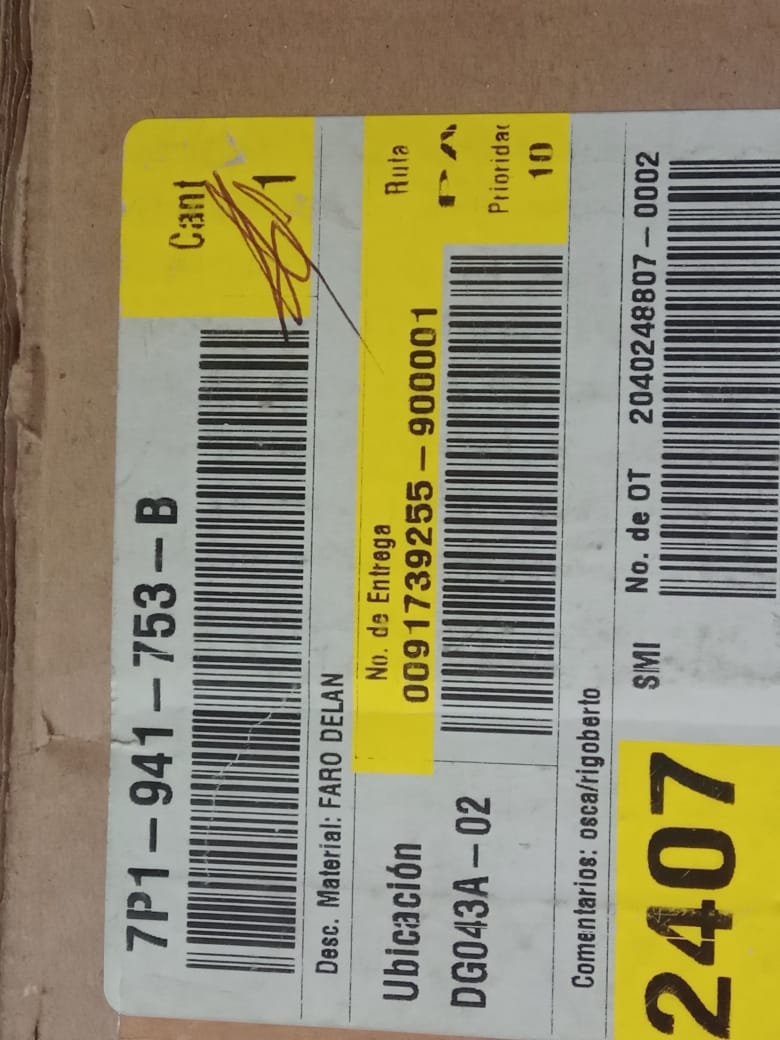 7P1-941-753-B
Cant
1
Desc. Material: FARO DELAN
No. de Entrega
0091739255-900001
Ruta
PA
Prioridad
10
Ubicación
DG043A-02
Comentarios: osca/rigoberto
2407
SMI
No. de OT
2040248807-0002